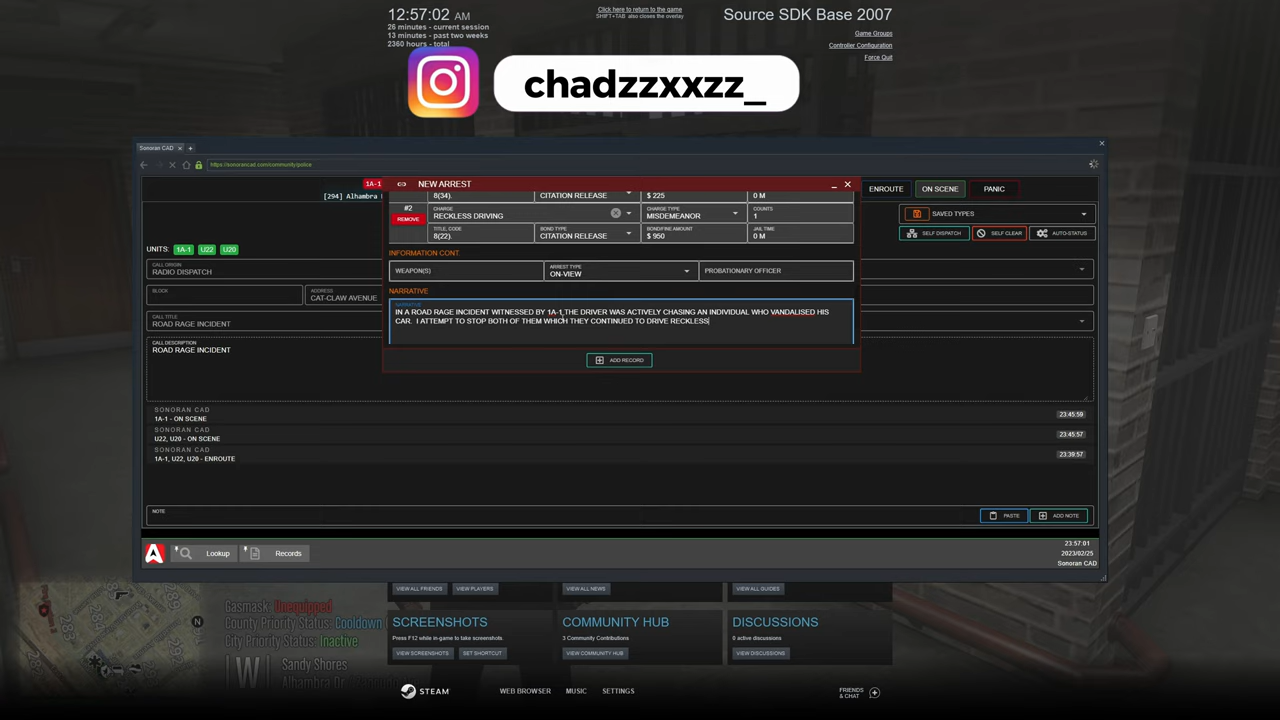 12:57:02 AM
26 minutes - current session
13 minutes - past two weeks
2360 hours - total
Click here to return to the game
SHIFT+TAB also closes the overlay
Source SDK Base 2007
Game Groups
Controller Configuration
Force Quit
chadzzxxzz_
Sonoran CAD
https://sonorancad.com/community/police
1A-1
NEW ARREST
ENROUTE
ON SCENE
PANIC
[294] Alhambra
8(34).
CITATION RELEASE
$ 225
0 M
#2
REMOVE
CHARGE
RECKLESS DRIVING
CHARGE TYPE
MISDEMEANOR
COUNTS
1
TITLE, CODE
8(22).
BOND TYPE
CITATION RELEASE
BOND/FINE AMOUNT
$ 950
JAIL TIME
0 M
SAVED TYPES
SELF DISPATCH
SELF CLEAR
AUTO-STATUS
UNITS: 1A-1 U22 U20
INFORMATION CONT.
WEAPON(S)
ARREST TYPE
ON-VIEW
PROBATIONARY OFFICER
CALL ORIGIN
RADIO DISPATCH
BLOCK
ADDRESS
CAT-CLAW AVENUE
NARRATIVE
NARRATIVE
IN A ROAD RAGE INCIDENT WITNESSED BY 1A-1,THE DRIVER WAS ACTIVELY CHASING AN INDIVIDUAL WHO VANDALISED HIS
CAR.  I ATTEMPT TO STOP BOTH OF THEM WHICH THEY CONTINUED TO DRIVE RECKLESS
CALL TITLE
ROAD RAGE INCIDENT
CALL DESCRIPTION
ROAD RAGE INCIDENT
ADD RECORD
SONORAN CAD
1A-1 - ON SCENE
23:45:59
SONORAN CAD
U22, U20 - ON SCENE
23:45:57
SONORAN CAD
1A-1, U22, U20 - ENROUTE
23:39:57
NOTE
PASTE
ADD NOTE
Lookup
Records
23:57:01
2023/02/25
Sonoran CAD
VIEW ALL FRIENDS
VIEW PLAYERS
VIEW ALL NEWS
VIEW ALL GUIDES
Gasmask: Unequipped
County Priority Status: Cooldown
City Priority Status: Inactive
W
Sandy Shores
Alhambra Dr
283
289
N
SCREENSHOTS
Press F12 while in-game to take screenshots.
VIEW SCREENSHOTS
SET SHORTCUT
COMMUNITY HUB
3 Community Contributions
VIEW COMMUNITY HUB
DISCUSSIONS
0 active discussions
VIEW DISCUSSIONS
STEAM
WEB BROWSER
MUSIC
SETTINGS
FRIENDS
& CHAT